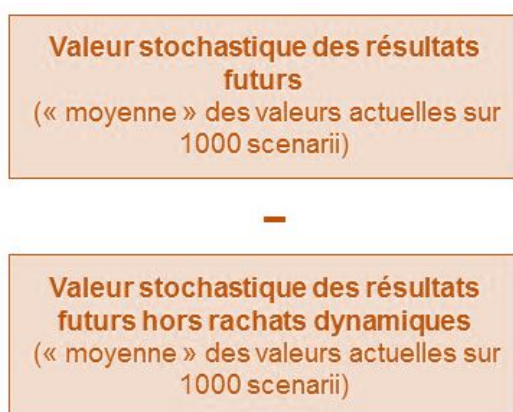 Valeur stochastique des résultats
futurs
(« moyenne » des valeurs actuelles sur
1000 scenarii)
–
Valeur stochastique des résultats
futurs hors rachats dynamiques
(« moyenne » des valeurs actuelles sur
1000 scenarii)